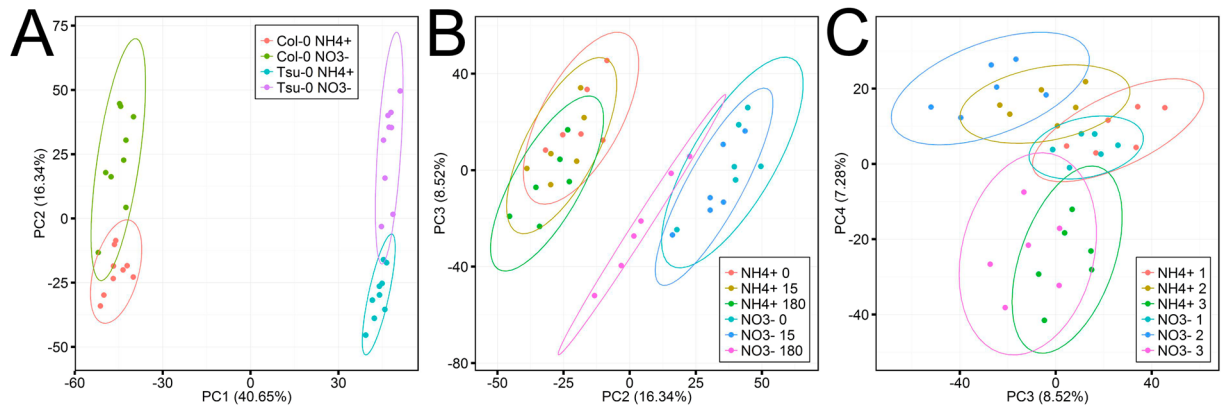 A
75
50
25
0
-25
-50
-60
-30
0
30
PC1 (40.65%)
PC2 (16.34%)
Col-0 NH4+
Col-0 NO3-
Tsu-0 NH4+
Tsu-0 NO3-
B
40
0
-40
-80
-50
-25
0
25
50
PC2 (16.34%)
PC3 (8.52%)
NH4+ 0
NH4+ 15
NH4+ 180
NO3- 0
NO3- 15
NO3- 180
C
20
0
-20
-40
-40
0
40
PC3 (8.52%)
PC4 (7.28%)
NH4+ 1
NH4+ 2
NH4+ 3
NO3- 1
NO3- 2
NO3- 3